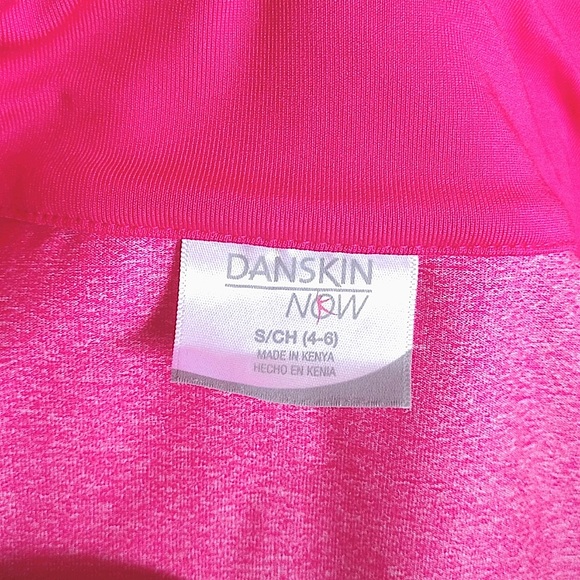 DANSKIN
NOW
S/CH (4-6)
MADE IN KENYA
HECHO EN KENIA